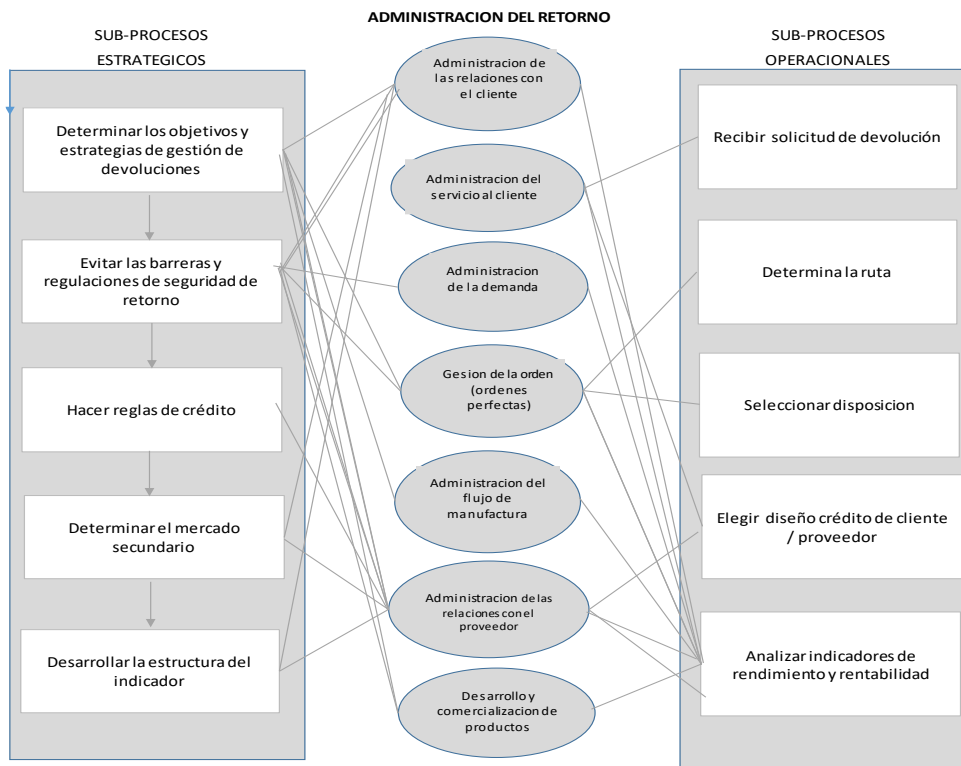 ADMINISTRACION DEL RETORNO
SUB-PROCESOS
ESTRATEGICOS
Determinar los objetivos y
estrategias de gestión de
devoluciones
Evitar las barreras y
regulaciones de seguridad de
retorno
Hacer reglas de crédito
Determinar el mercado
secundario
Desarrollar la estructura del
indicador
Administracion de
las relaciones con
el cliente
Administracion del
servicio al cliente
Administracion
de la demanda
Gesion de la orden
(ordenes
perfectas)
Administracion del
flujo de
manufactura
Administracion de las
relaciones con el
proveedor
Desarrollo y
comercializacion de
productos
SUB-PROCESOS
OPERACIONALES
Recibir solicitud de devolución
Determina la ruta
Seleccionar disposicion
Elegir diseño crédito de cliente
/ proveedor
Analizar indicadores de
rendimiento y rentabilidad